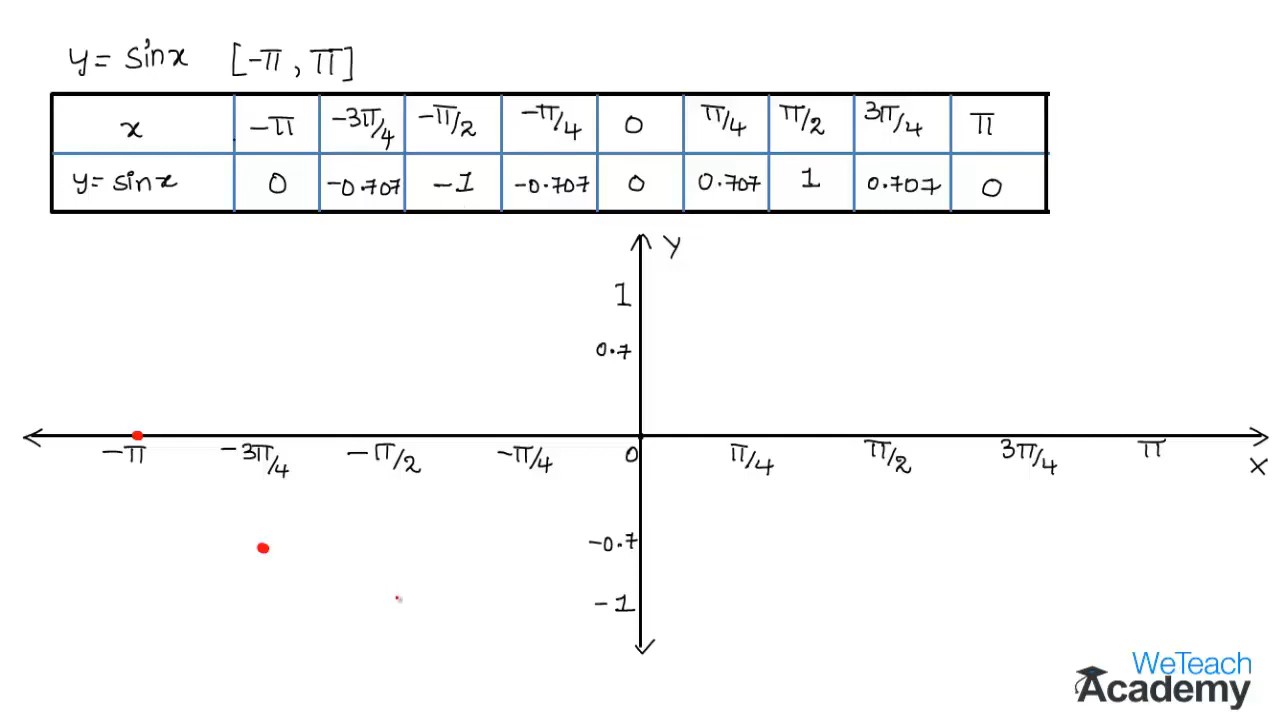 y = sinx [-π, π]
x -π -3π/4 -π/2 -π/4 0 π/4 π/2 3π/4 π
y = sinx 0 -0.707 -1 -0.707 0 0.707 1 0.707 0
Y
1
0.7
-π -3π/4 -π/2 -π/4 0 π/4 π/2 3π/4 π X
-0.7
-1
WeTeach
Academy